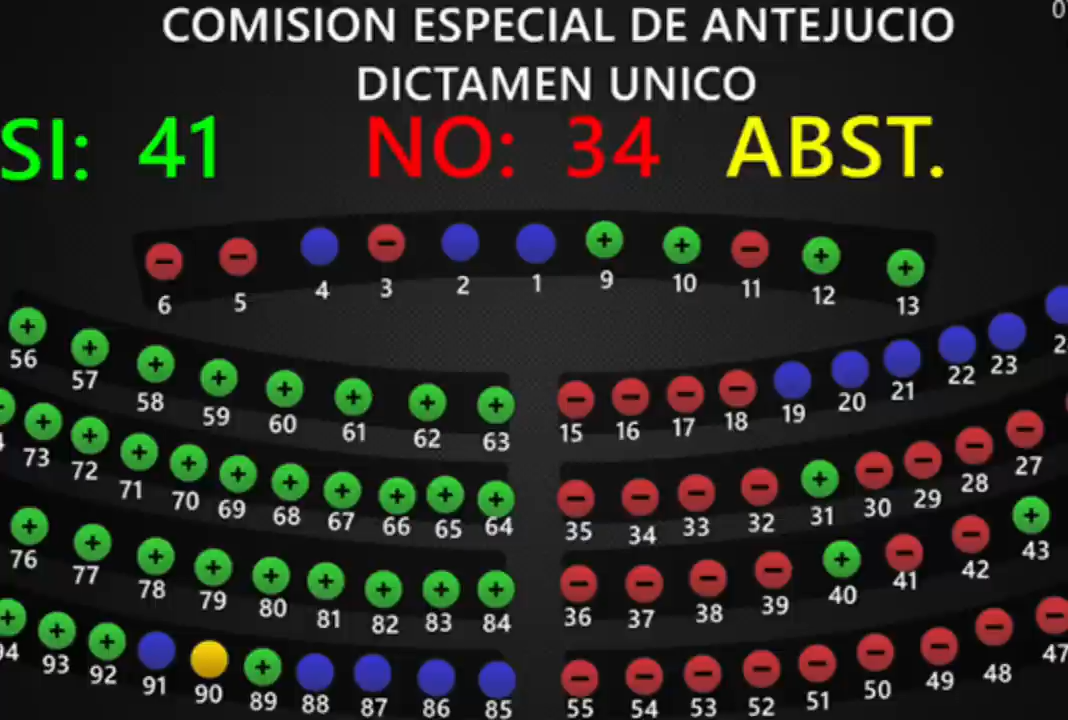 COMISION ESPECIAL DE ANTEJUCIO
DICTAMEN UNICO
SI: 41 NO: 34 ABST.
6 5 4 3 2 1 9 10 11 12 13
56 57 58 59 60 61 62 63
15 16 17 18 19 20 21 22 23
73 72 71 70 69 68 67 66 65 64
35 34 33 32 31 30 29 28 27
76 77 78 79 80 81 82 83 84
36 37 38 39 40 41 42 43
94 93 92 91 90 89 88 87 86 85
55 54 53 52 51 50 49 48 47